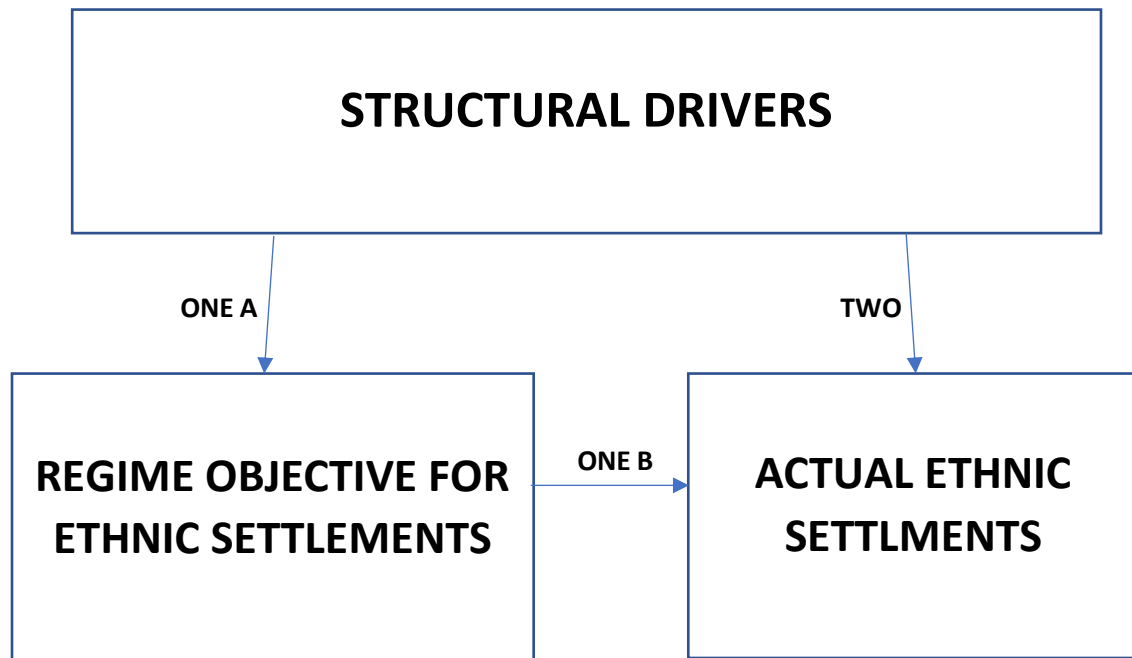 STRUCTURAL DRIVERS
ONE A
TWO
REGIME OBJECTIVE FOR
ETHNIC SETTLEMENTS
ONE B
ACTUAL ETHNIC
SETTLMENTS